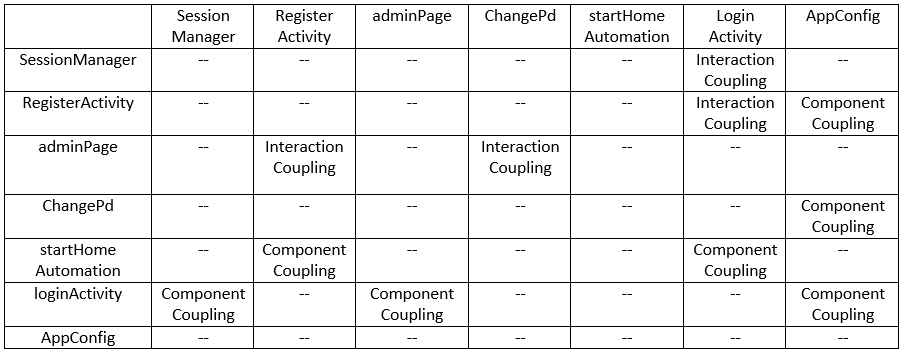 Session Register adminPage ChangePd startHome Login AppConfig
Manager Activity Automation Activity
SessionManager -- -- -- -- -- Interaction --
Coupling
RegisterActivity -- -- -- -- -- Interaction Component
Coupling Coupling
adminPage -- Interaction -- Interaction -- -- --
Coupling Coupling
ChangePd -- -- -- -- -- -- Component
Coupling
startHome -- Component -- -- -- Component --
Automation Coupling Coupling
loginActivity Component -- Component -- -- -- Component
Coupling Coupling Coupling
AppConfig -- -- -- -- -- -- --